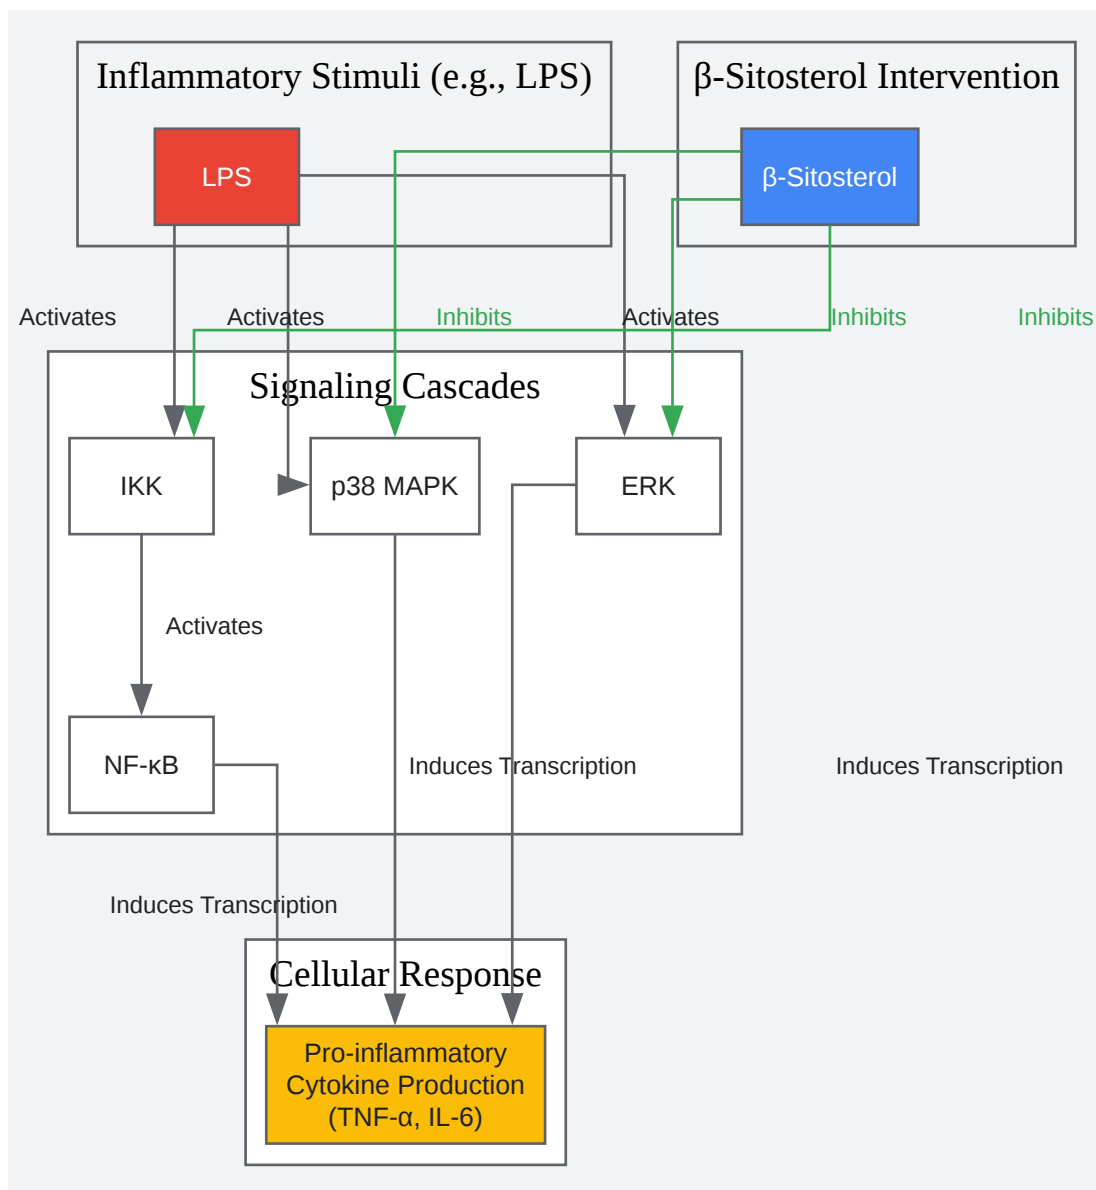 Inflammatory Stimuli (e.g., LPS)
β-Sitosterol Intervention
LPS
β-Sitosterol
Activates
Activates
Inhibits
Activates
Inhibits
Inhibits
Signaling Cascades
IKK
p38 MAPK
ERK
Activates
NF-κB
Induces Transcription
Induces Transcription
Induces Transcription
Cellular Response
Pro-inflammatory
Cytokine Production
(TNF-α, IL-6)